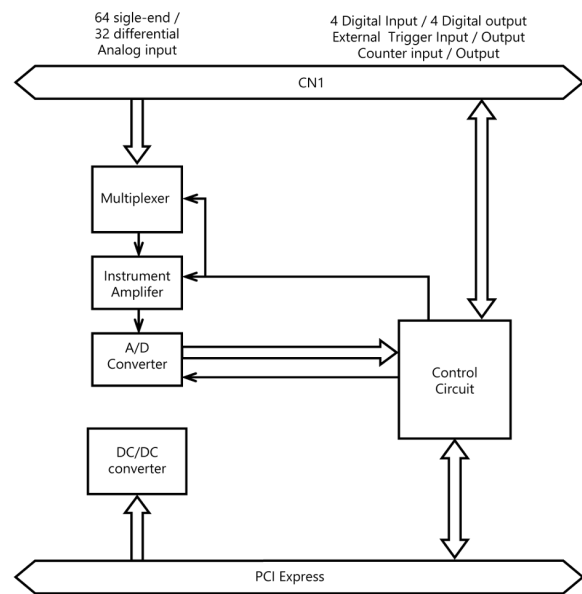 64 sigle-end /
32 differential
Analog input
4 Digital Input / 4 Digital output
External Trigger Input / Output
Counter input / Output
CN1
Multiplexer
Instrument
Amplifer
A/D
Converter
Control
Circuit
DC/DC
converter
PCI Express